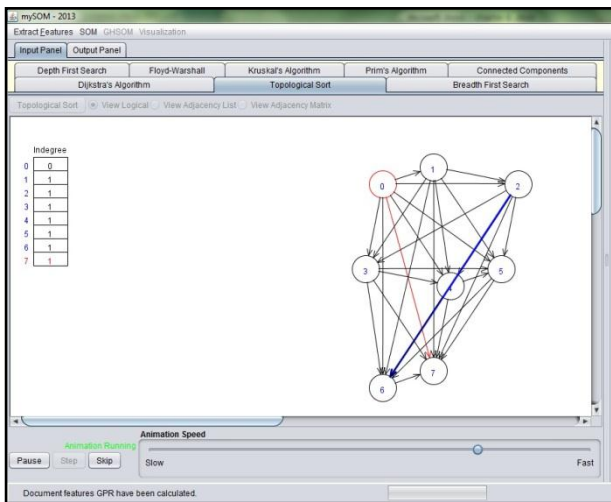 mySOM - 2013
Extract Features SOM GHSOM Visualization
Input Panel Output Panel
Depth First Search Floyd-Warshall Kruskal's Algorithm Prim's Algorithm Connected Components
Dijkstra's Algorithm Topological Sort Breadth First Search
Topological Sort View Logical View Adjacency List View Adjacency Matrix
Indegree
0 0
1 1
2 1
3 1
4 1
5 1
6 1
7 1
1
0 2
3 5
4
7
6
Animation Speed
Animation Running
Pause Step Skip Slow Fast
Document features GPR have been calculated.